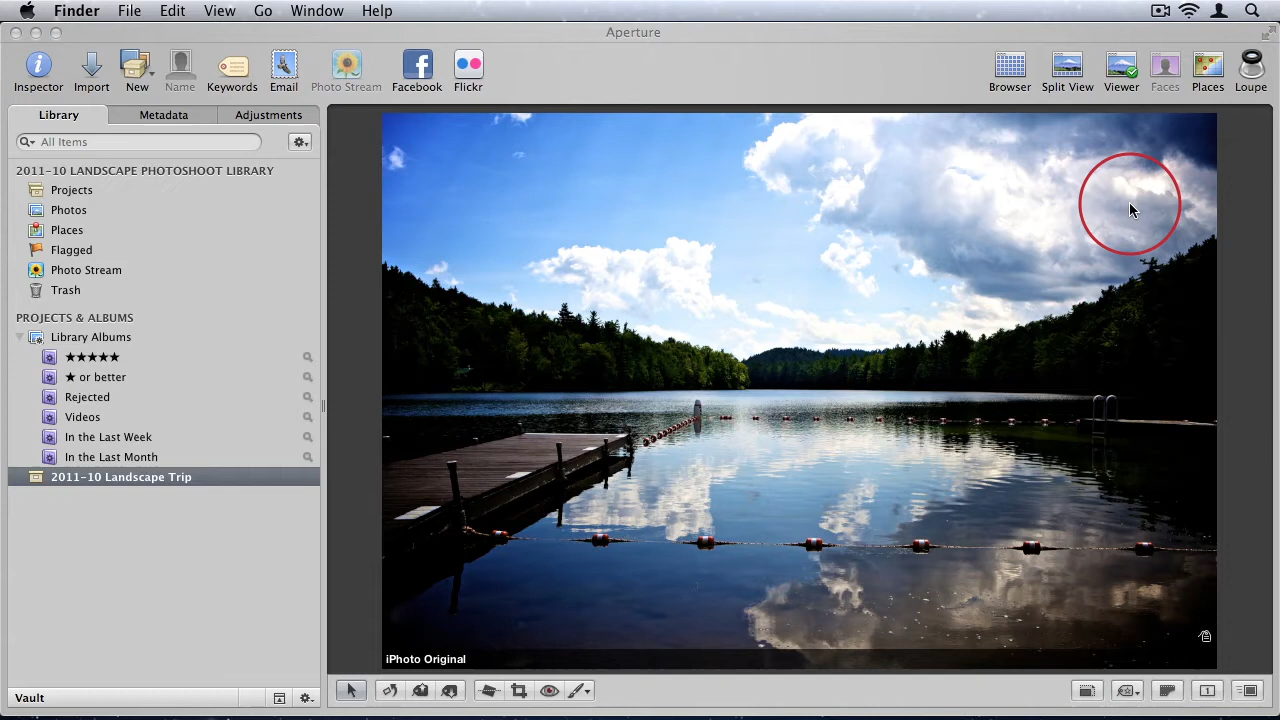 Finder File Edit View Go Window Help
Aperture
Inspector Import New Name Keywords Email Photo Stream Facebook Flickr Browser Split View Viewer Faces Places Loupe
Library Metadata Adjustments
All Items
2011-10 LANDSCAPE PHOTOSHOOT LIBRARY
Projects
Photos
Places
Flagged
Photo Stream
Trash
PROJECTS & ALBUMS
Library Albums
★★★★★
★ or better
Rejected
Videos
In the Last Week
In the Last Month
2011-10 Landscape Trip
iPhoto Original
Vault
1